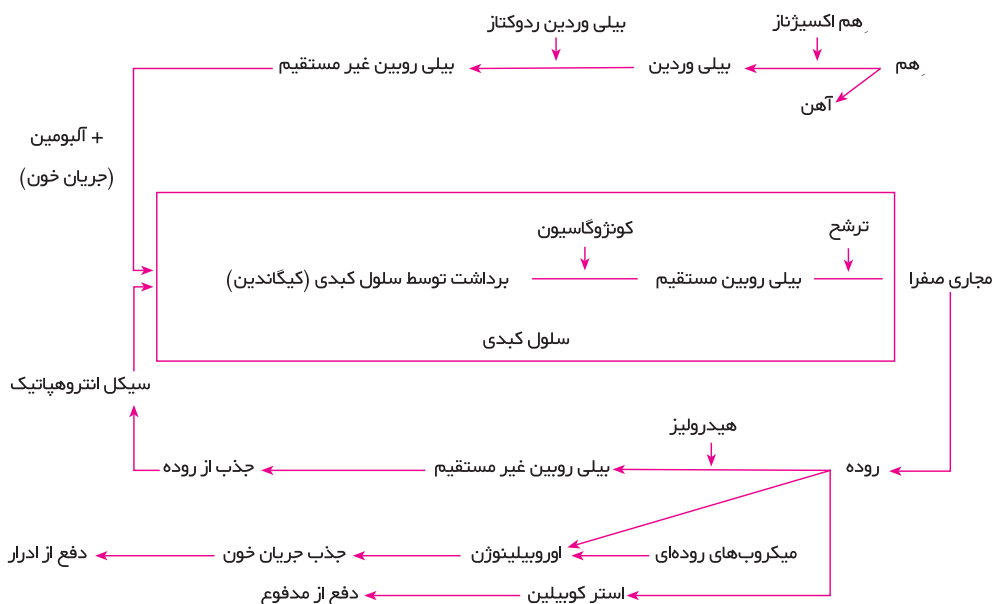 هم اکسیژناز
بیلی وردین ردوکتاز
هِم
بیلی وردین
بیلی روبین غیر مستقیم
آهن
+ آلبومین
(جریان خون)
ترشح
کونژوگاسیون
مجاری صفرا
بیلی روبین مستقیم
برداشت توسط سلول کبدی (کیگاندین)
سلول کبدی
سیکل انتروهپاتیک
هیدرولیز
روده
بیلی روبین غیر مستقیم
جذب از روده
میکروب‌های روده‌ای
اوروبیلینوژن
جذب جریان خون
دفع از ادرار
استر کوبیلین
دفع از مدفوع